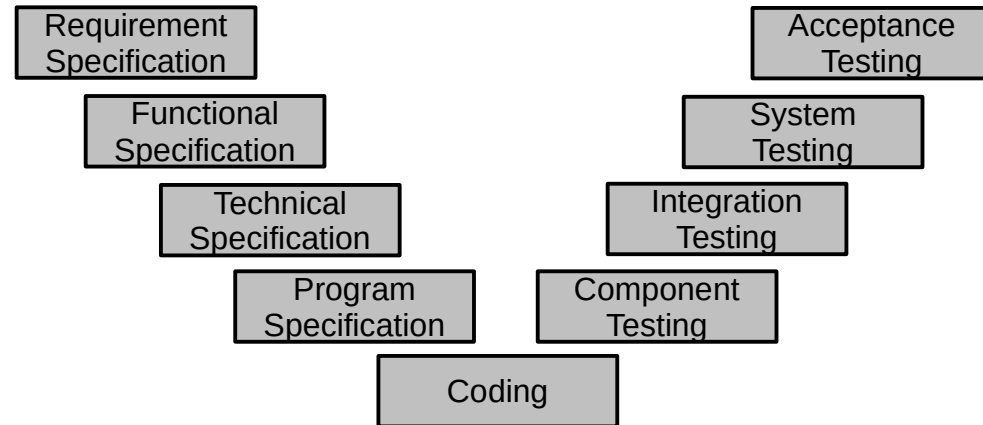 Requirement
Specification
Acceptance
Testing
Functional
Specification
System
Testing
Technical
Specification
Integration
Testing
Program
Specification
Component
Testing
Coding